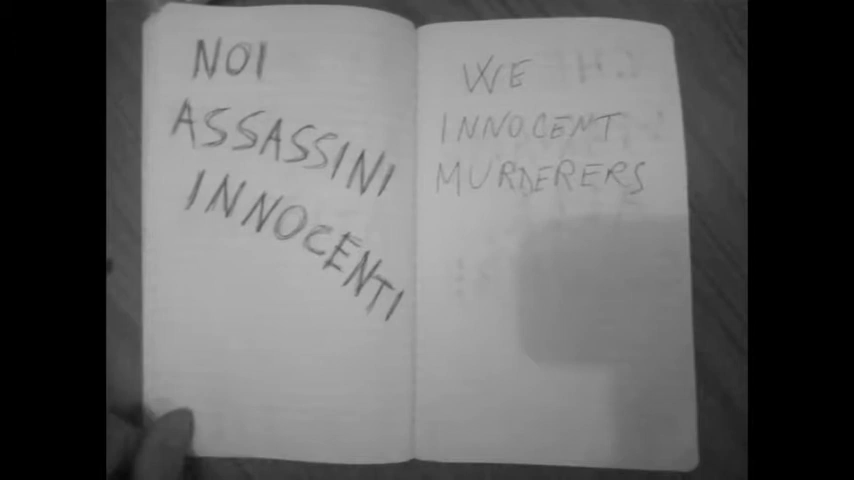 NOI
ASSASSINI
INNOCENTI
WE
INNOCENT
MURDERERS